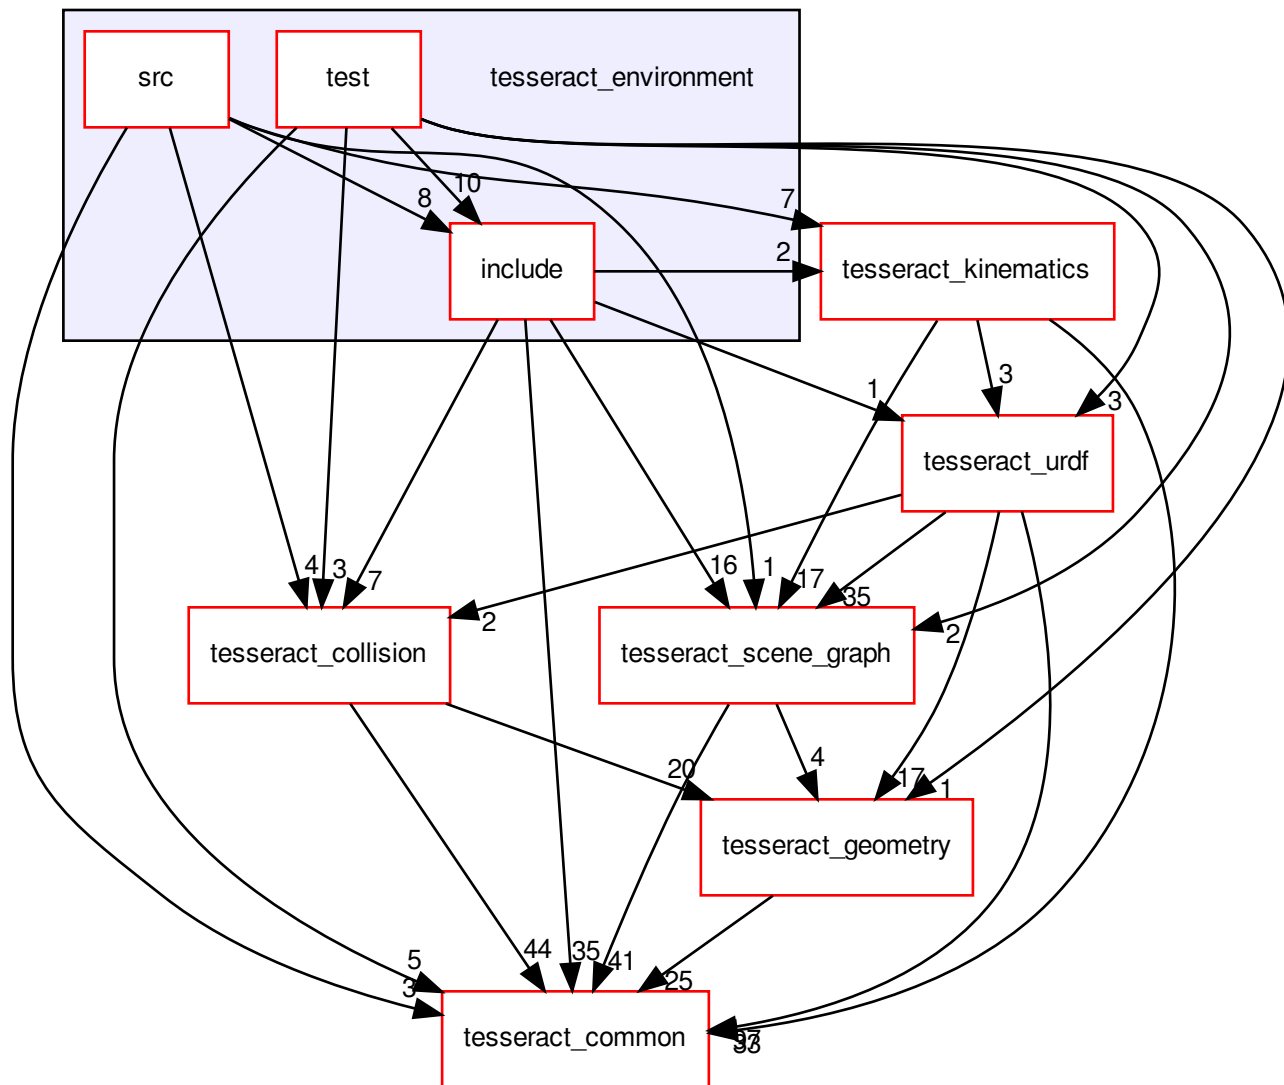 src
test
tesseract_environment
8
10
7
include
2
tesseract_kinematics
1
3
3
tesseract_urdf
4
3
7
16
1
17
35
2
2
tesseract_collision
tesseract_scene_graph
20
4
17
1
tesseract_geometry
5
3
44
35
41
25
tesseract_common